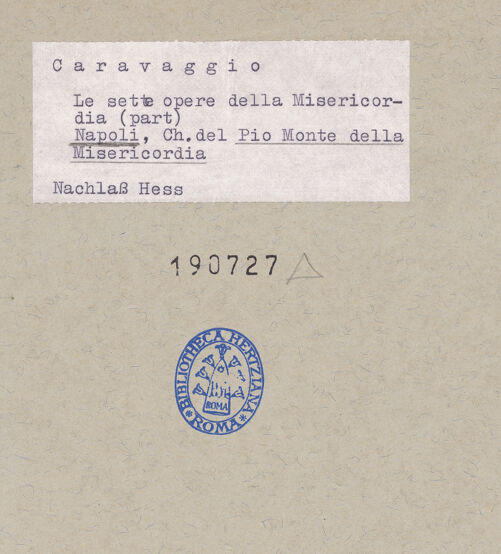 C a r a v a g g i o
Le sette opere della Misericor-
dia (part)
Napoli, Ch.del Pio Monte della
Misericordia
Nachlaß Hess
190727
BIBLIOTHECA HERTZIANA
ROMA
ROMA